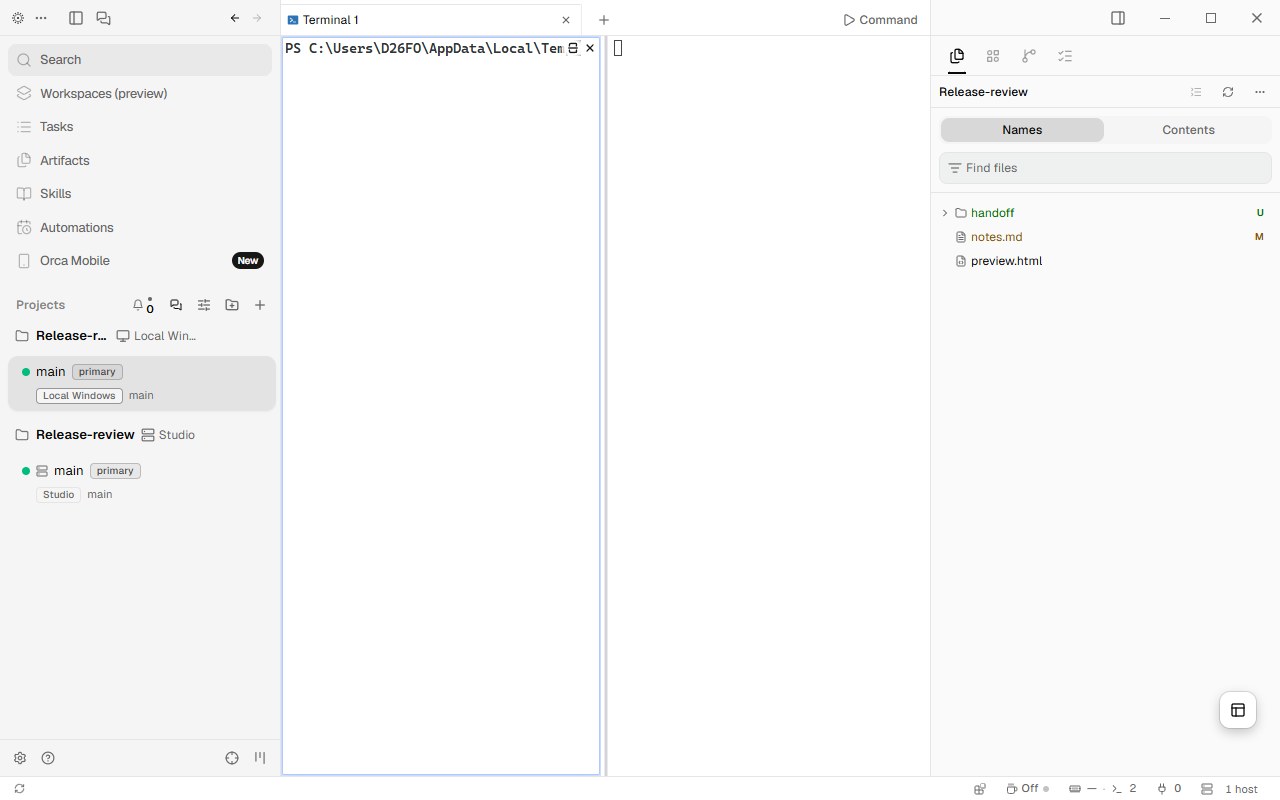 Terminal 1
Command
PS C:\Users\D26FO\AppData\Local\Tem
Search
Workspaces (preview)
Tasks
Artifacts
Skills
Automations
Orca Mobile
New
Projects
0
Release-r...
Local Win...
main
primary
Local Windows
main
Release-review
Studio
main
primary
Studio
main
Release-review
Names
Contents
Find files
handoff
U
notes.md
M
preview.html
Off
2
0
1 host